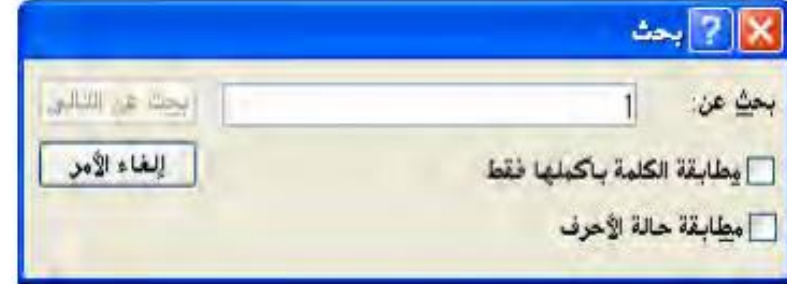 بحث
بحث عن: 1 بحث عن التالي
مطابقة الكلمة بأكملها فقط إلغاء الأمر
مطابقة حالة الأحرف